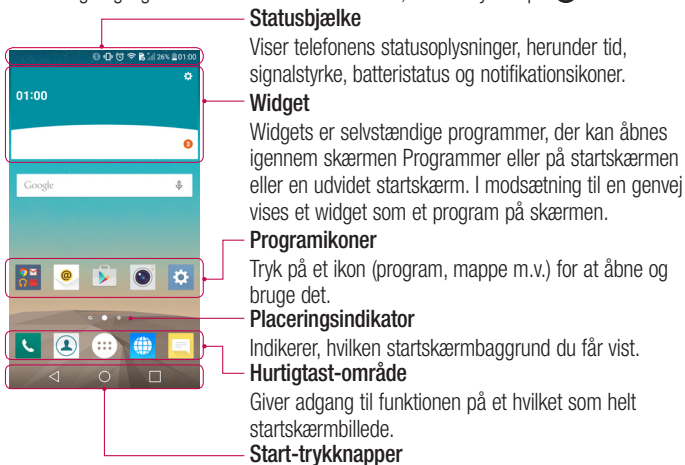 Statusbjælke
Viser telefonens statusoplysninger, herunder tid,
signalstyrke, batteristatus og notifikationsikoner.
26% 01:00
01:00
3
Widget
Widgets er selvstændige programmer, der kan åbnes
igennem skærmen Programmer eller på startskærmen
eller en udvidet startskærm. I modsætning til en genvej
vises et widget som et program på skærmen.
Google
Programikoner
Tryk på et ikon (program, mappe m.v.) for at åbne og
bruge det.
Placeringsindikator
Indikerer, hvilken startskærmbaggrund du får vist.
Hurtigtast-område
Giver adgang til funktionen på et hvilket som helt
startskærmbillede.
Start-trykknapper